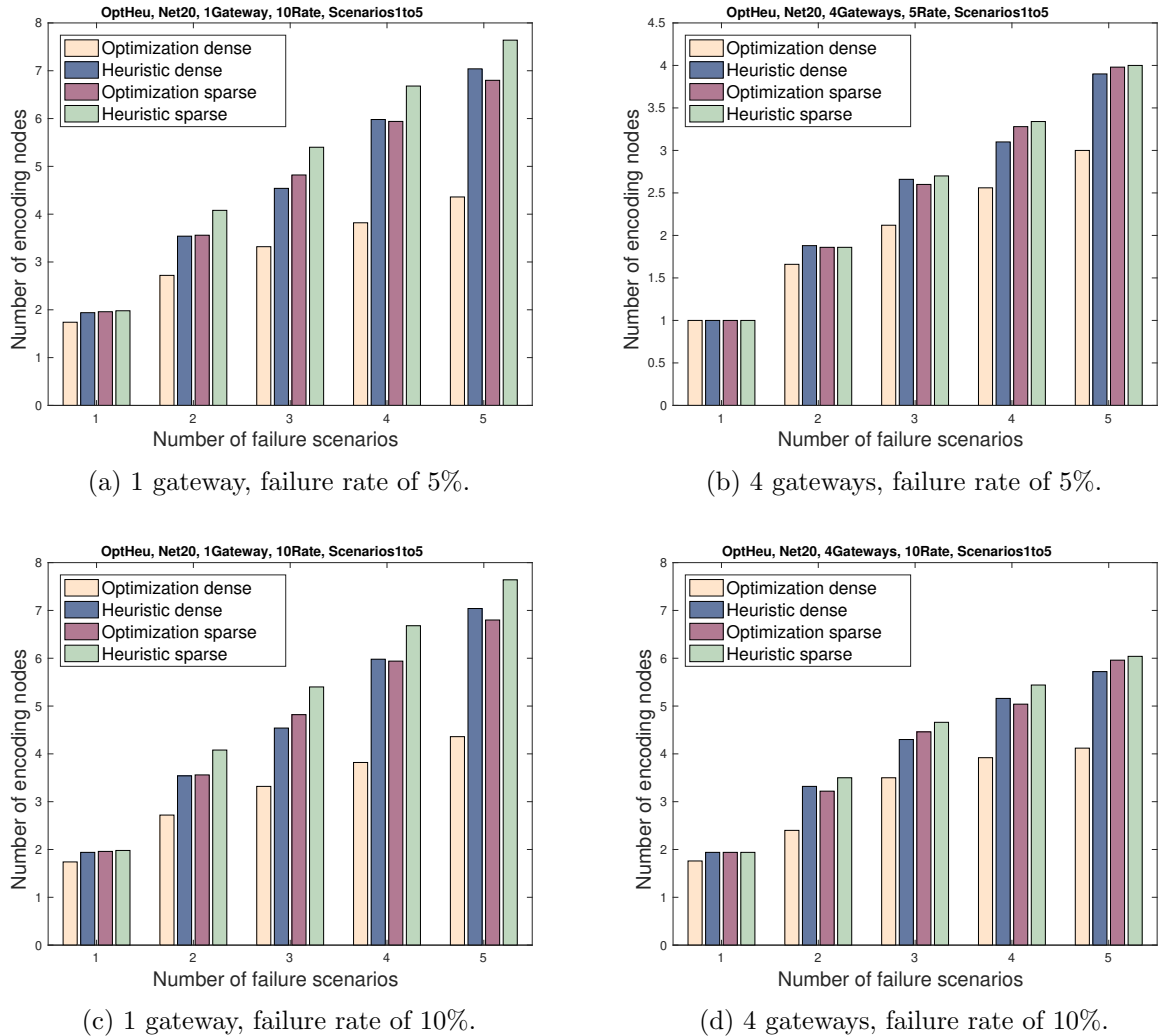 OptHeu, Net20, 1Gateway, 10Rate, Scenarios1to5
8
7
6
5
4
3
2
1
0
Number of encoding nodes
Optimization dense
Heuristic dense
Optimization sparse
Heuristic sparse
1 2 3 4 5
Number of failure scenarios
(a) 1 gateway, failure rate of 5%.
OptHeu, Net20, 4Gateways, 5Rate, Scenarios1to5
4.5
4
3.5
3
2.5
2
1.5
1
0.5
0
Number of encoding nodes
Optimization dense
Heuristic dense
Optimization sparse
Heuristic sparse
1 2 3 4 5
Number of failure scenarios
(b) 4 gateways, failure rate of 5%.
OptHeu, Net20, 1Gateway, 10Rate, Scenarios1to5
8
7
6
5
4
3
2
1
0
Number of encoding nodes
Optimization dense
Heuristic dense
Optimization sparse
Heuristic sparse
1 2 3 4 5
Number of failure scenarios
(c) 1 gateway, failure rate of 10%.
OptHeu, Net20, 4Gateways, 10Rate, Scenarios1to5
8
7
6
5
4
3
2
1
0
Number of encoding nodes
Optimization dense
Heuristic dense
Optimization sparse
Heuristic sparse
1 2 3 4 5
Number of failure scenarios
(d) 4 gateways, failure rate of 10%.